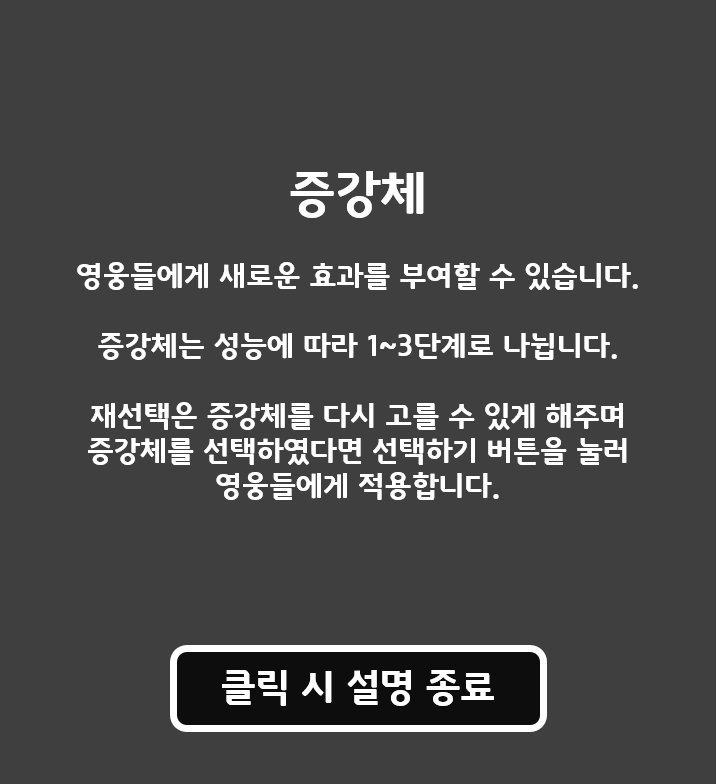 증강체
영웅들에게 새로운 효과를 부여할 수 있습니다.
증강체는 성능에 따라 1~3단계로 나뉩니다.
재선택은 증강체를 다시 고를 수 있게 해주며
증강체를 선택하였다면 선택하기 버튼을 눌러
영웅들에게 적용합니다.
클릭 시 설명 종료